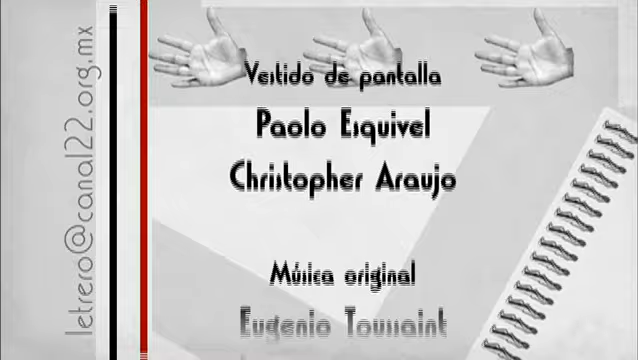 letrero@canal22.org.mx
Vestido de pantalla
Paolo Esquivel
Christopher Araujo
Música original
Eugenio Toussaint